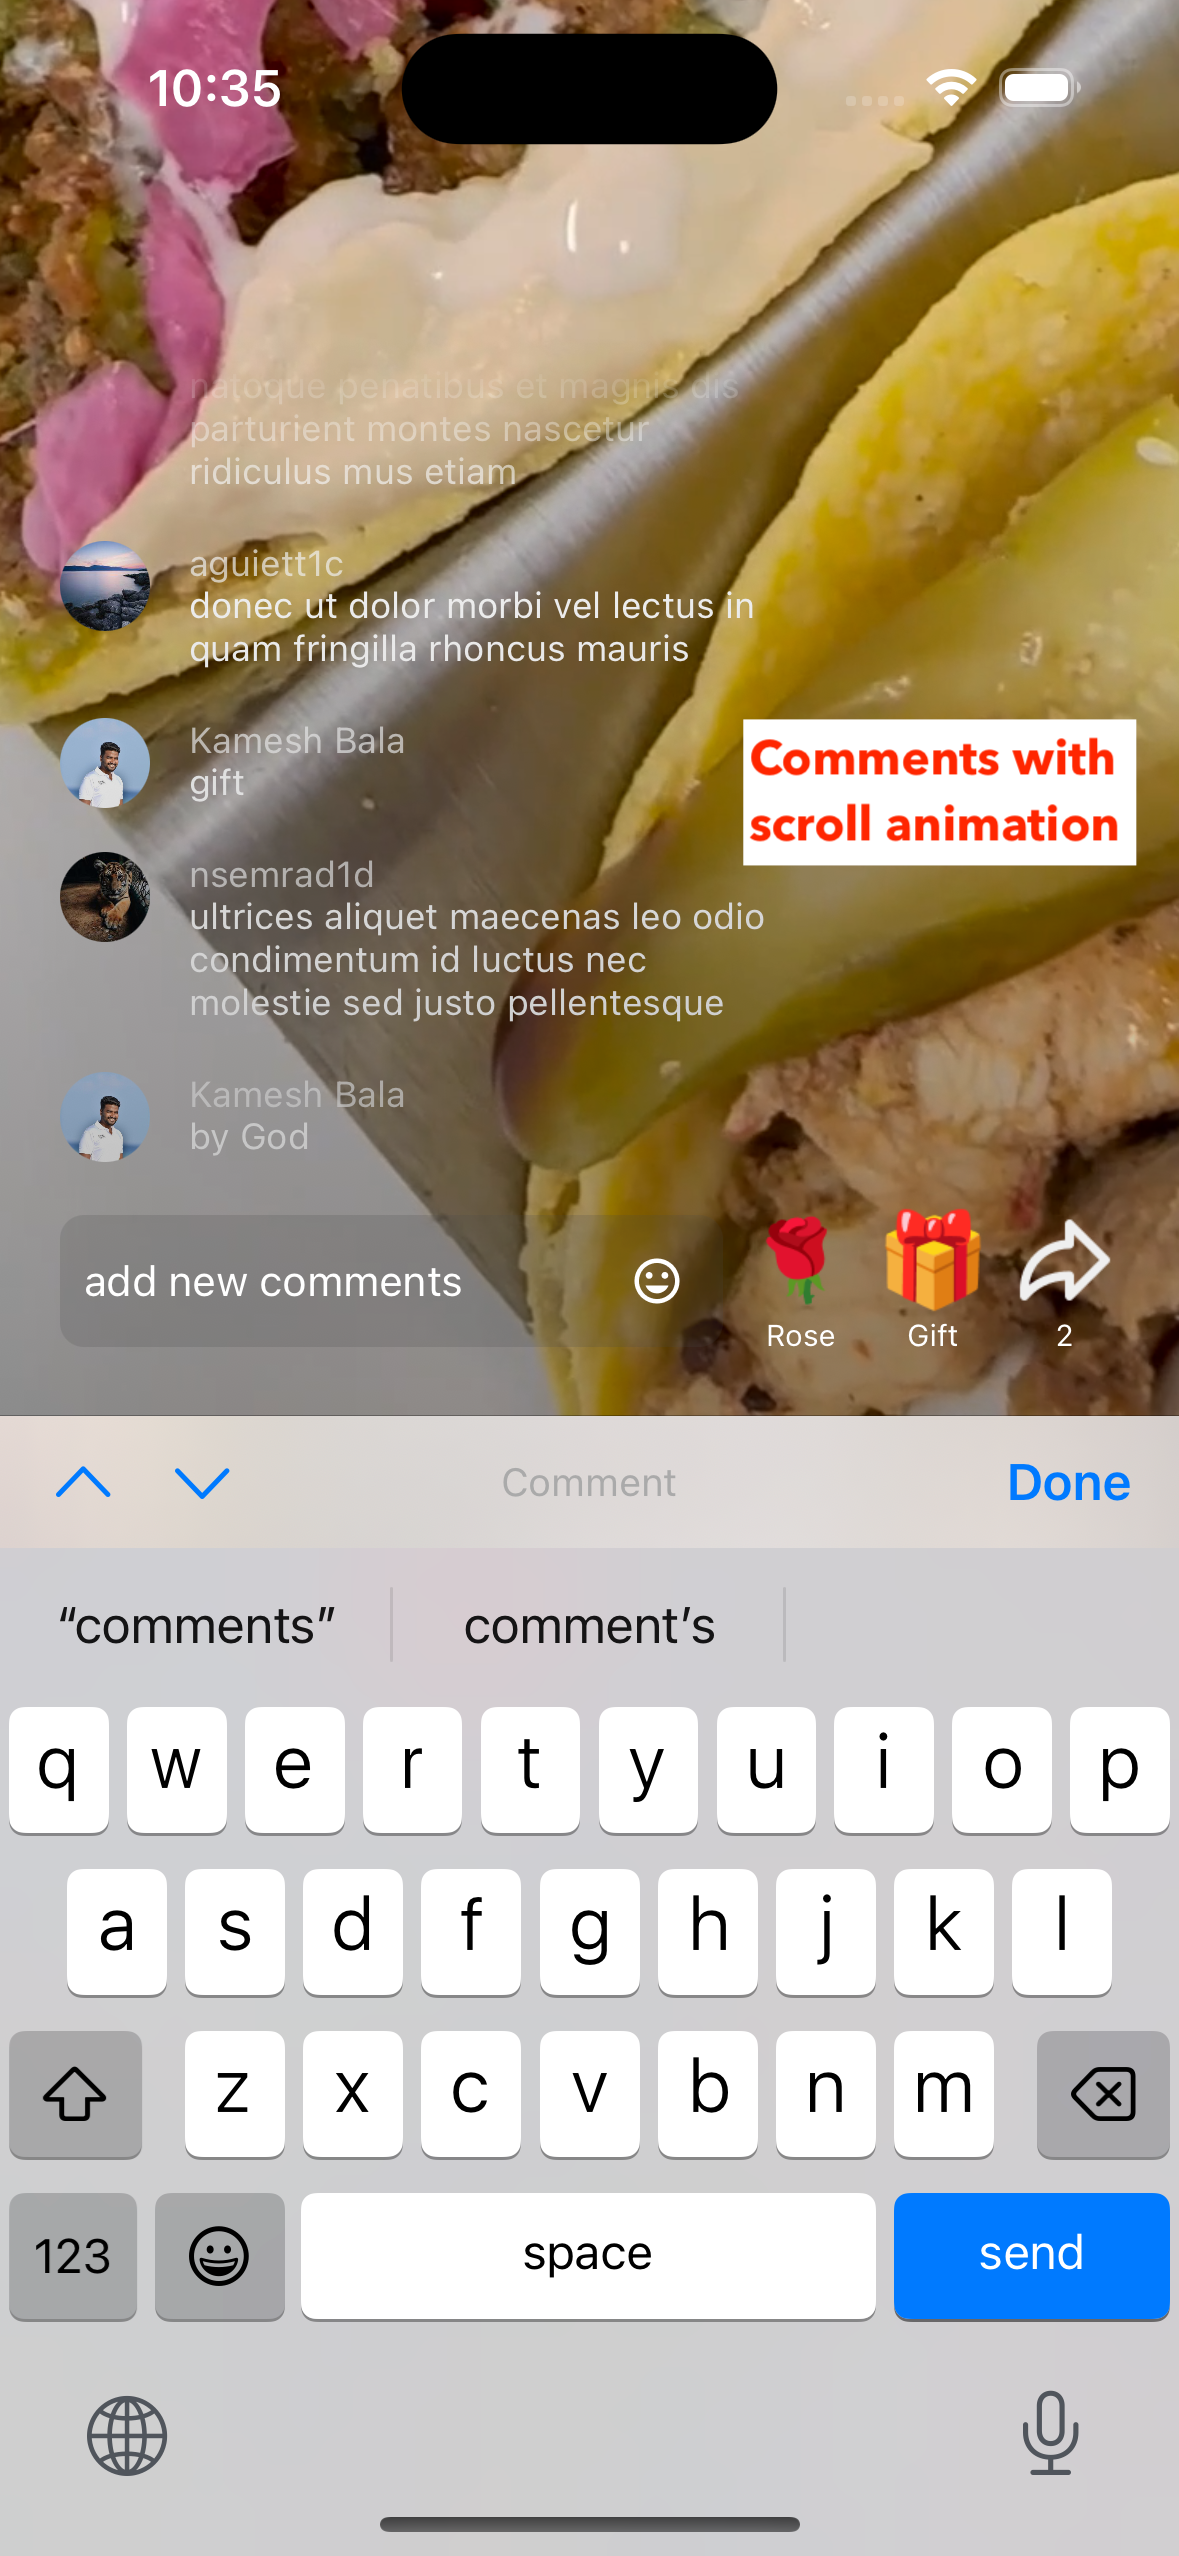 10:35
natoque penatibus et magnis dis
parturient montes nascetur
ridiculus mus etiam
aguiett1c
donec ut dolor morbi vel lectus in
quam fringilla rhoncus mauris
Kamesh Bala
gift
Comments with
scroll animation
nsemrad1d
ultrices aliquet maecenas leo odio
condimentum id luctus nec
molestie sed justo pellentesque
Kamesh Bala
by God
add new comments
Rose Gift 2
Comment Done
“comments” comment’s
q w e r t y u i o p
a s d f g h j k l
z x c v b n m
123 space send